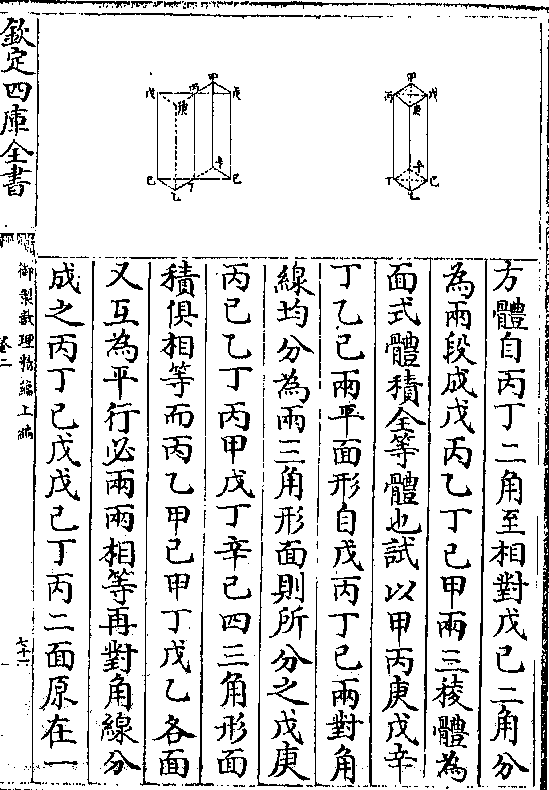 方體自丙丁二角至相對戊己二角分
為兩段成戊丙乙丁己甲兩三稜體為
面式體積全等體也試以甲丙庚戊辛
丁乙己兩平面形自戊丙丁己兩對角
線均分為兩三角形面則所分之戊庚
丙己乙丁丙甲戊丁辛己四三角形面
積俱相等而丙乙甲己甲丁戊乙各面
又互為平行必兩兩相等再對角線分
成之丙丁己戊戊己丁丙二面原在一
欽定四庫全書
御製數理精蘊上編
卷二
甲
丙
戊
庚
辛
丁
己
乙
甲
戊
丙
庚
戊
辛
己
乙
丁
己